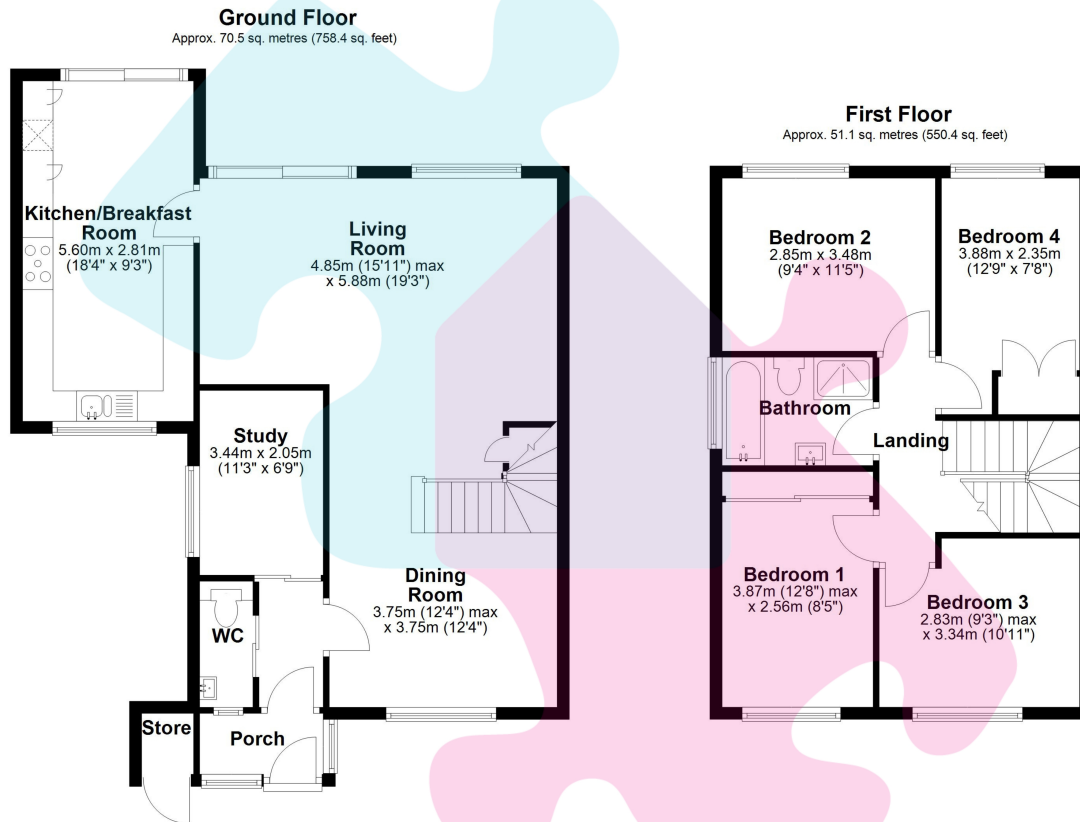 Ground Floor
Approx. 70.5 sq. metres (758.4 sq. feet)
Kitchen/Breakfast
Room
5.60m x 2.81m
(18'4" x 9'3")
Living
Room
4.85m (15'11") max
x 5.88m (19'3")
Study
3.44m x 2.05m
(11'3" x 6'9")
Dining
Room
3.75m (12'4") max
x 3.75m (12'4")
WC
Store
Porch
First Floor
Approx. 51.1 sq. metres (550.4 sq. feet)
Bedroom 2
2.85m x 3.48m
(9'4" x 11'5")
Bedroom 4
3.88m x 2.35m
(12'9" x 7'8")
Bathroom
Landing
Bedroom 1
3.87m (12'8") max
x 2.56m (8'5")
Bedroom 3
2.83m (9'3") max
x 3.34m (10'11")